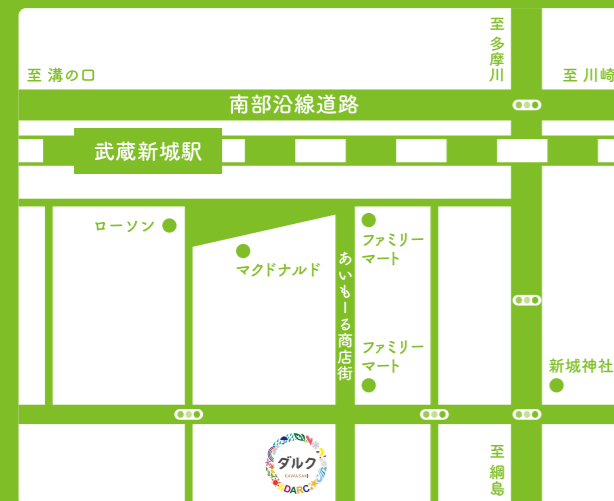 至 多摩川
至 溝の口
至 川崎
南部沿線道路
武蔵新城駅
ローソン
マクドナルド
あいもーる商店街
ファミリー
マート
ファミリー
マート
新城神社
ダルク
KAWASAKI
DARC
至 綱島